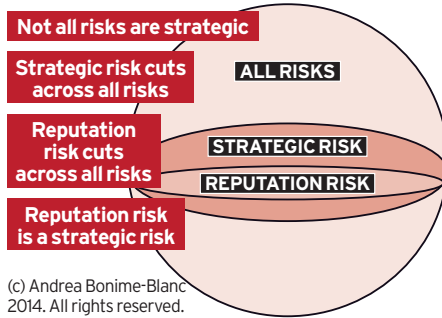 Not all risks are strategic
Strategic risk cuts
across all risks
Reputation
risk cuts
across all risks
Reputation risk
is a strategic risk
ALL RISKS
STRATEGIC RISK
REPUTATION RISK
(c) Andrea Bonime-Blanc
2014. All rights reserved.